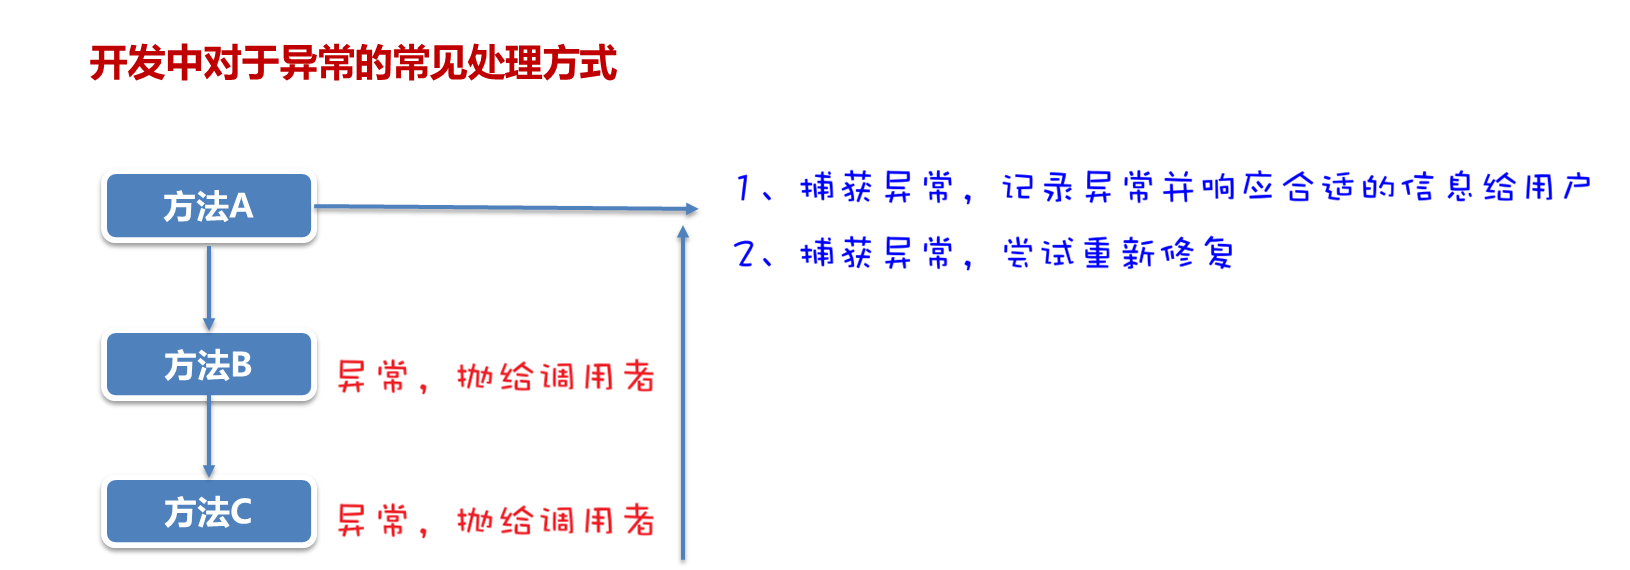 开发中对于异常的常见处理方式
方法A
1、捕获异常，记录异常并响应合适的信息给用户
2、捕获异常，尝试重新修复
方法B
异常，抛给调用者
方法C
异常，抛给调用者